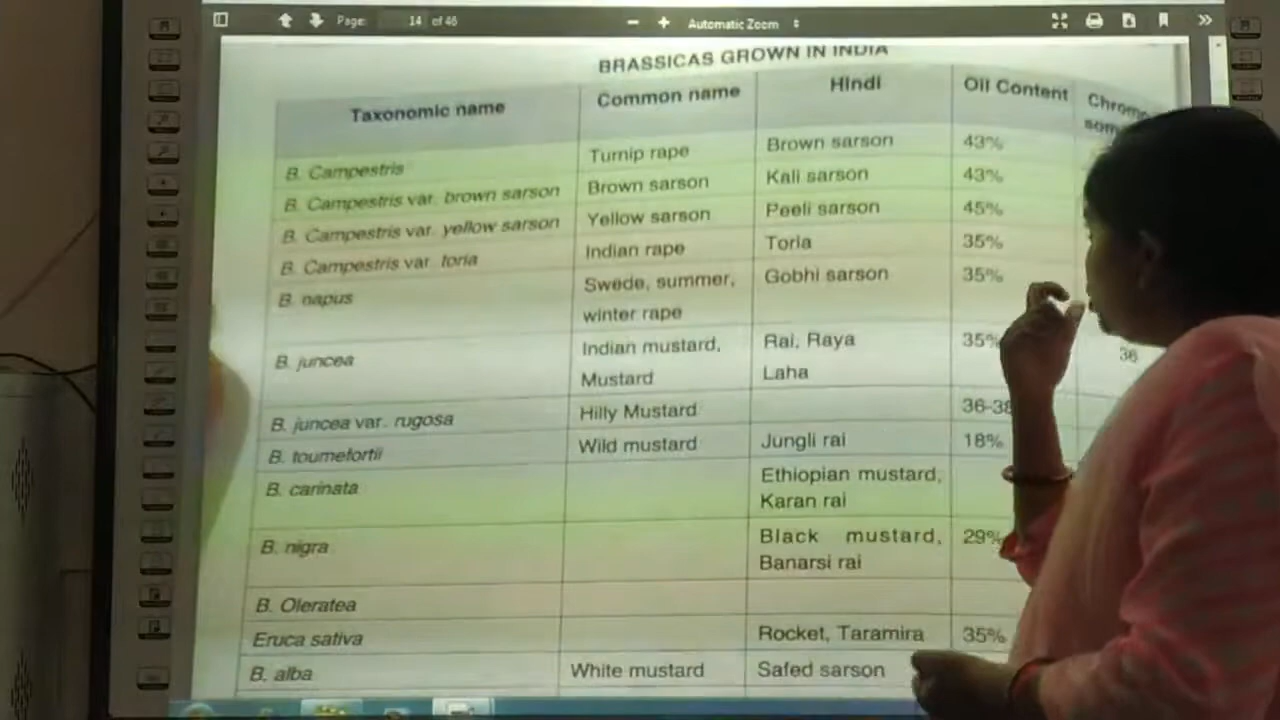 Page: 14 of 46 Automatic Zoom
BRASSICAS GROWN IN INDIA
Taxonomic name Common name Hindi Oil Content
B. Campestris Turnip rape Brown sarson 43%
B. Campestris var. brown sarson Brown sarson Kali sarson 43%
B. Campestris var. yellow sarson Yellow sarson Peeli sarson 45%
B. Campestris var. toria Indian rape Toria 35%
B. napus Swede, summer, Gobhi sarson 35%
winter rape
B. juncea Indian mustard, Rai, Raya 35% 36
Mustard Laha
B. juncea var. rugosa Hilly Mustard 36-38
B. tournefortii Wild mustard Jungli rai 18%
B. carinata Ethiopian mustard,
Karan rai
B. nigra Black mustard, 29%
Banarsi rai
B. Oleratea
Eruca sativa Rocket, Taramira 35%
B. alba White mustard Safed sarson